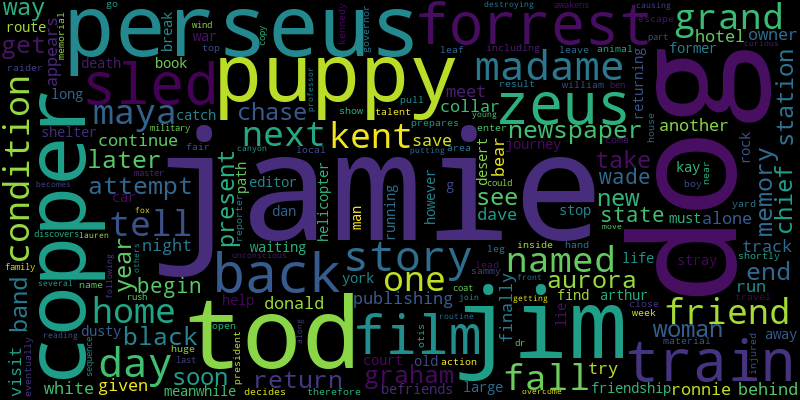 way
perseus
forrest
go
wind
top
copy
governor
kennedy
awakens
destroying
causing
escape
part
memorial
leaf
including
leave
animal
grand
route
get
appears
break
war
death
book
raider
sled
puppy
professor
show
talent
pull
result
william
ben
young
curious
hotel
owner
former
madame
returning
station
dog
long
maya
catch
chase
collar
meet
zeus
military
shelter
continue
next
kent
save
prepares
enter
newspaper
another
house
condition
copper
later
fair
canyon
local
putting
area
journey
come
take
kay
near
rock
attempt
jamie
present
path
editor
desert
bear
see
could
wade
boy
memory
chief
becomes
master
car
reporter
helicopter
dan
man
running
however
g
dave
stop
new
state
must
alone
yard
tell
fox
discovers
lauren
year
night
waiting
inside
hand
move
life
track
family
others
unconscious
leg
lead
stray
shortly
several
name
begin
back
story
york
one
named
aurora
end
run
band
following
rush
help
donald
publishing
coat
sammy
front
find
arthur
lie
travel
home
dusty
open
tod
film
otis
join
getting
jim
close
week
friend
woman
away
reading
sequence
black
president
along
routine
finally
dr
material
injured
visit
day
huge
court
old
action
fall
try
train
eventually
last
soon
graham
white
given
meanwhile
return
decides
therefore
befriends
large
overcome
friendship
ronnie
behind